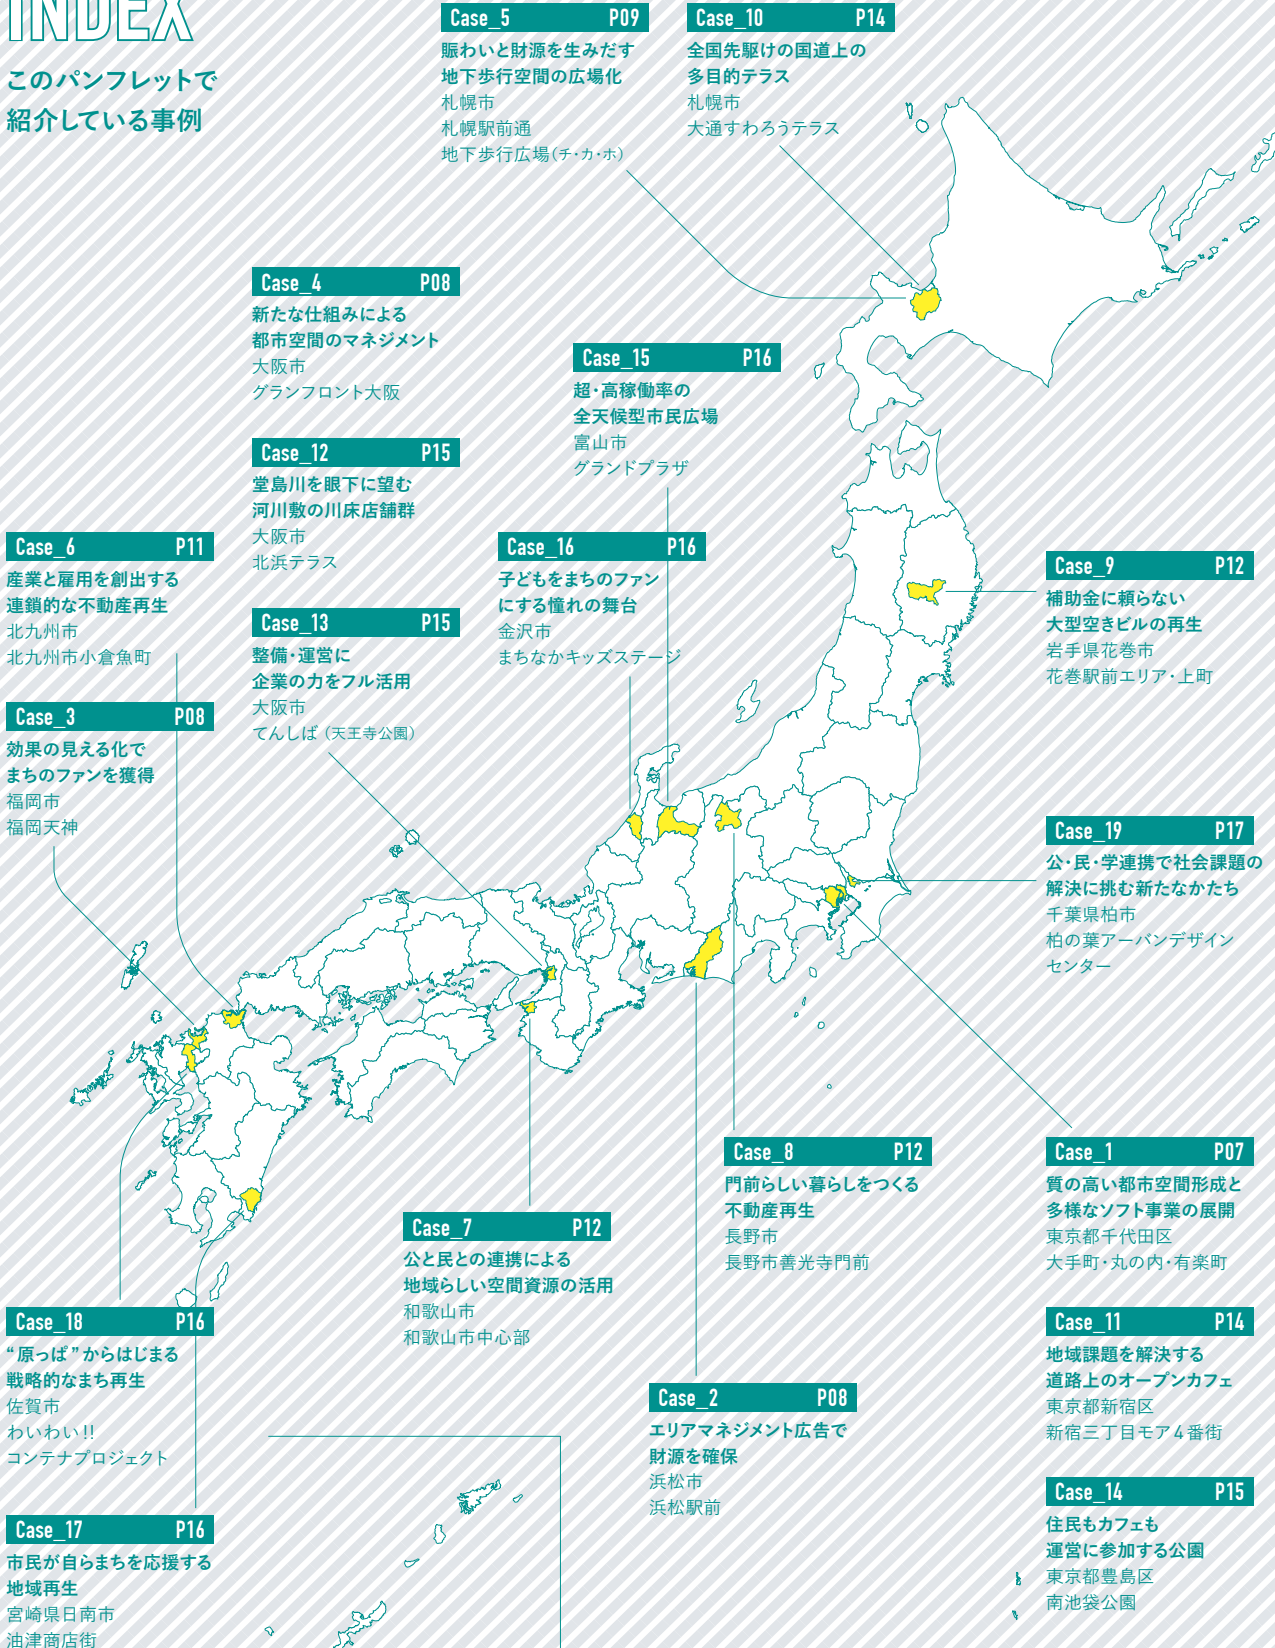 INDEX
このパンフレットで
紹介している事例
Case_5 P09
賑わいと財源を生みだす
地下歩行空間の広場化
札幌市
札幌駅前通
地下歩行広場(チ・カ・ホ)
Case_10 P14
全国先駆けの国道上の
多目的テラス
札幌市
大通すわろうテラス
Case_4 P08
新たな仕組みによる
都市空間のマネジメント
大阪市
グランフロント大阪
Case_15 P16
超・高稼働率の
全天候型市民広場
富山市
グランドプラザ
Case_12 P15
堂島川を眼下に望む
河川敷の川床店舗群
大阪市
北浜テラス
Case_6 P11
産業と雇用を創出する
連鎖的な不動産再生
北九州市
北九州市小倉魚町
Case_16 P16
子どもをまちのファン
にする憧れの舞台
金沢市
まちなかキッズステージ
Case_9 P12
補助金に頼らない
大型空きビルの再生
岩手県花巻市
花巻駅前エリア・上町
Case_13 P15
整備・運営に
企業の力をフル活用
大阪市
てんしば (天王寺公園)
Case_3 P08
効果の見える化で
まちのファンを獲得
福岡市
福岡天神
Case_19 P17
公・民・学連携で社会課題の
解決に挑む新たなかたち
千葉県柏市
柏の葉アーバンデザイン
センター
Case_8 P12
門前らしい暮らしをつくる
不動産再生
長野市
長野市善光寺門前
Case_1 P07
質の高い都市空間形成と
多様なソフト事業の展開
東京都千代田区
大手町・丸の内・有楽町
Case_7 P12
公と民との連携による
地域らしい空間資源の活用
和歌山市
和歌山市中心部
Case_18 P16
“原っぱ”からはじまる
戦略的なまち再生
佐賀市
わいわい!!
コンテナプロジェクト
Case_11 P14
地域課題を解決する
道路上のオープンカフェ
東京都新宿区
新宿三丁目モア4番街
Case_2 P08
エリアマネジメント広告で
財源を確保
浜松市
浜松駅前
Case_14 P15
住民もカフェも
運営に参加する公園
東京都豊島区
南池袋公園
Case_17 P16
市民が自らまちを応援する
地域再生
宮崎県日南市
油津商店街